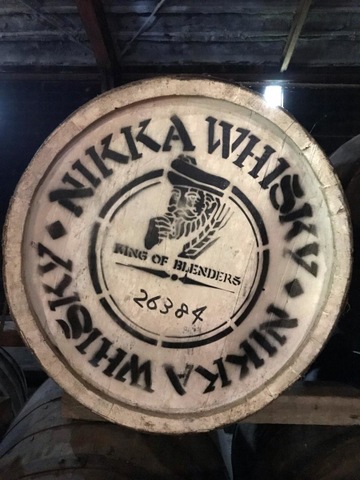 NIKKA WHISKY
NIKKA WHISKY
KING OF BLENDERS
26384